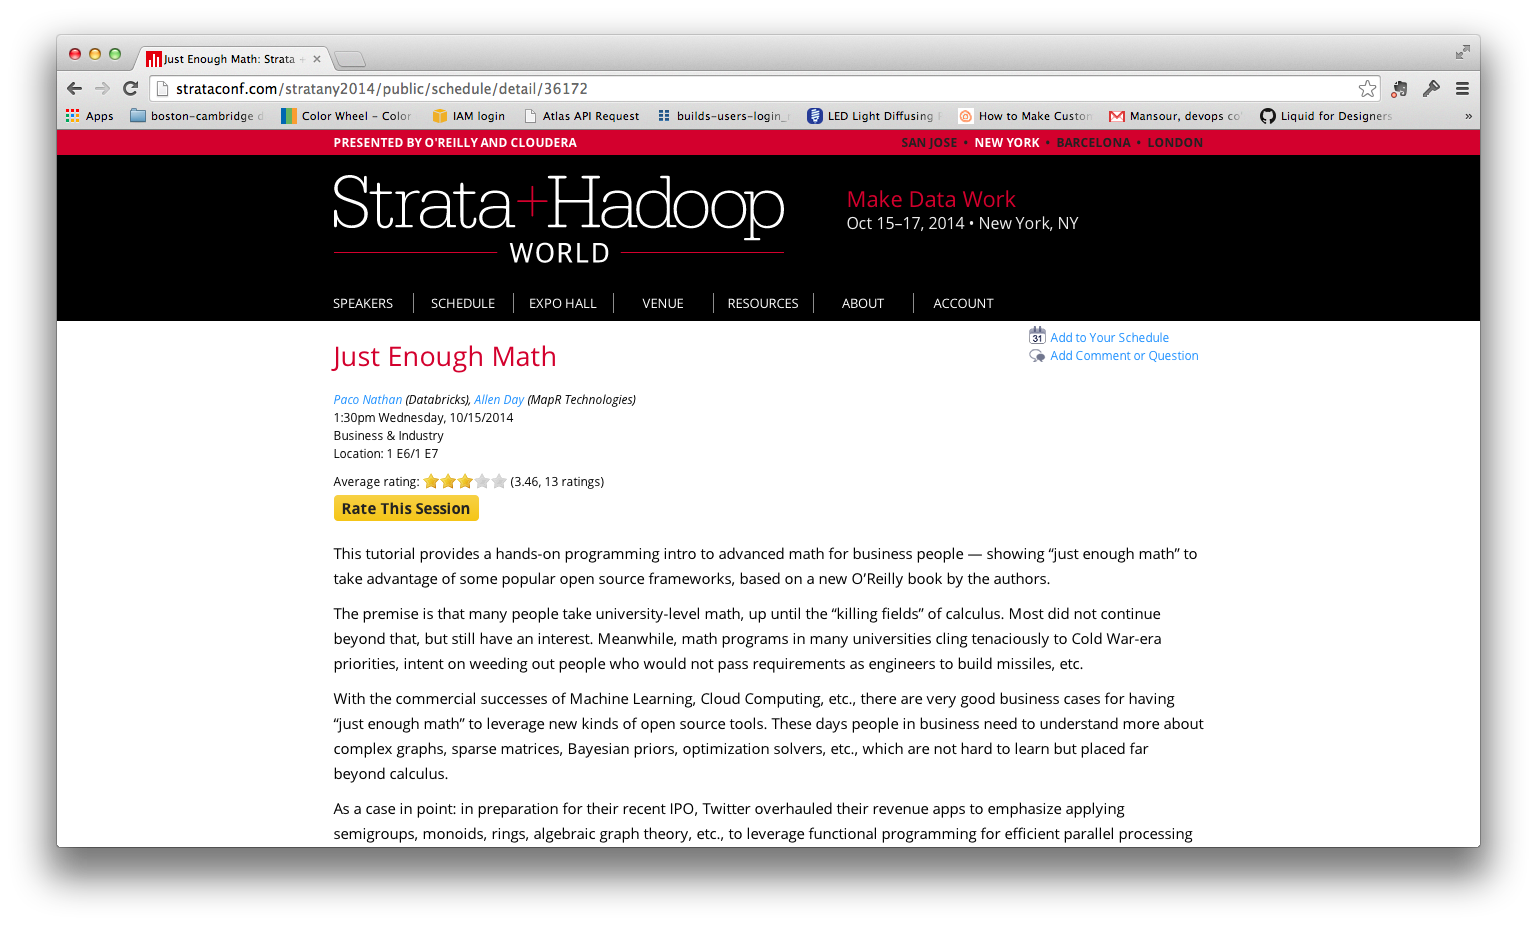 Just Enough Math: Strata +
strataconf.com/stratany2014/public/schedule/detail/36172
Apps boston-cambridge d Color Wheel - Color IAM login Atlas API Request builds-users-login_ LED Light Diffusing How to Make Custom Mansour, devops co Liquid for Designers »
PRESENTED BY O'REILLY AND CLOUDERA SAN JOSE • NEW YORK • BARCELONA • LONDON
Strata+Hadoop
WORLD
Make Data Work
Oct 15–17, 2014 • New York, NY
SPEAKERS SCHEDULE EXPO HALL VENUE RESOURCES ABOUT ACCOUNT
31 Add to Your Schedule
Add Comment or Question
Just Enough Math
Paco Nathan (Databricks), Allen Day (MapR Technologies)
1:30pm Wednesday, 10/15/2014
Business & Industry
Location: 1 E6/1 E7
Average rating: (3.46, 13 ratings)
Rate This Session
This tutorial provides a hands-on programming intro to advanced math for business people — showing “just enough math” to
take advantage of some popular open source frameworks, based on a new O’Reilly book by the authors.
The premise is that many people take university-level math, up until the “killing fields” of calculus. Most did not continue
beyond that, but still have an interest. Meanwhile, math programs in many universities cling tenaciously to Cold War-era
priorities, intent on weeding out people who would not pass requirements as engineers to build missiles, etc.
With the commercial successes of Machine Learning, Cloud Computing, etc., there are very good business cases for having
“just enough math” to leverage new kinds of open source tools. These days people in business need to understand more about
complex graphs, sparse matrices, Bayesian priors, optimization solvers, etc., which are not hard to learn but placed far
beyond calculus.
As a case in point: in preparation for their recent IPO, Twitter overhauled their revenue apps to emphasize applying
semigroups, monoids, rings, algebraic graph theory, etc., to leverage functional programming for efficient parallel processing